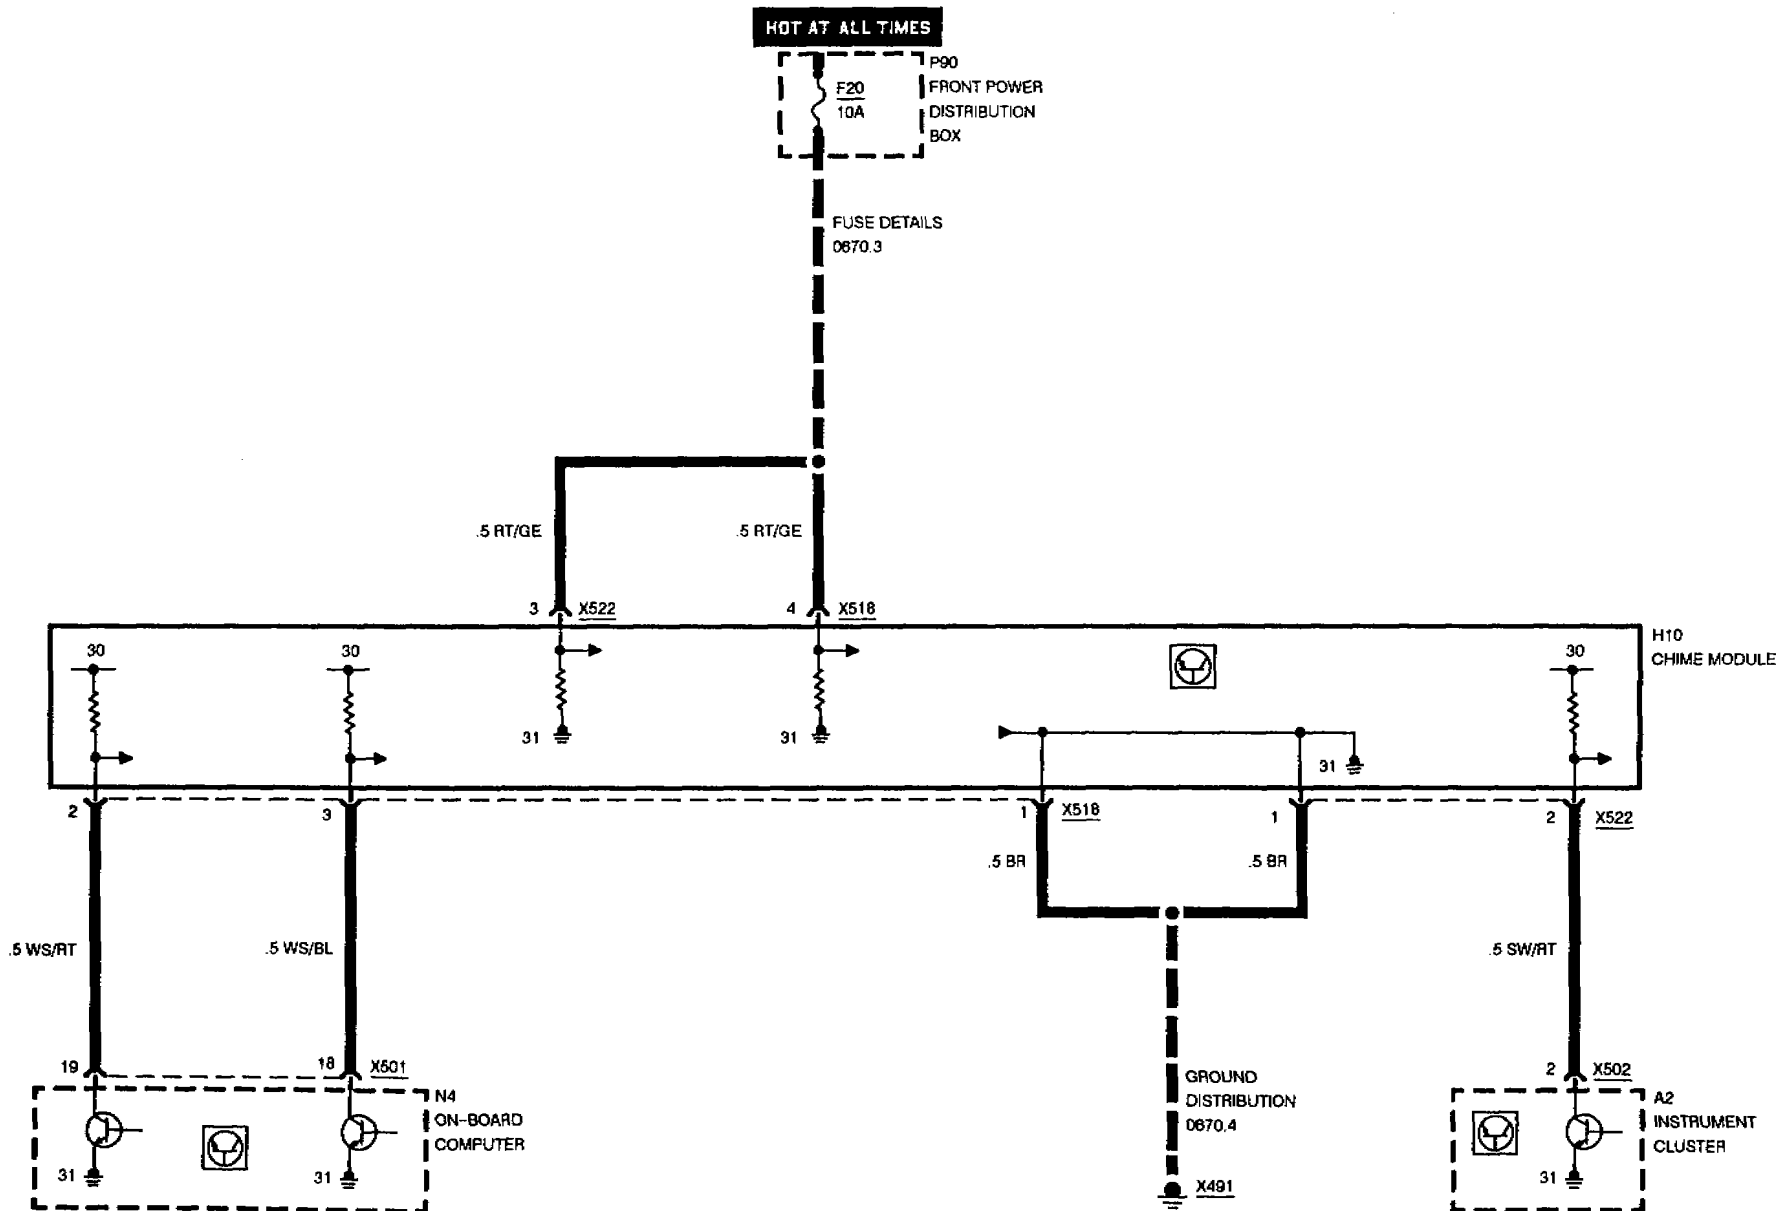 HOT AT ALL TIMES
P90
FRONT POWER
DISTRIBUTION
BOX
F20
10A
FUSE DETAILS
0670.3
.5 RT/GE
.5 RT/GE
3
X522
4
X518
H10
CHIME MODULE
30
30
30
31
31
31
2
3
1
X518
1
2
X522
.5 BR
.5 BR
.5 WS/RT
.5 WS/BL
.5 SW/RT
19
18
X501
2
X502
N4
ON-BOARD
COMPUTER
31
31
GROUND
DISTRIBUTION
0670.4
X491
A2
INSTRUMENT
CLUSTER
31